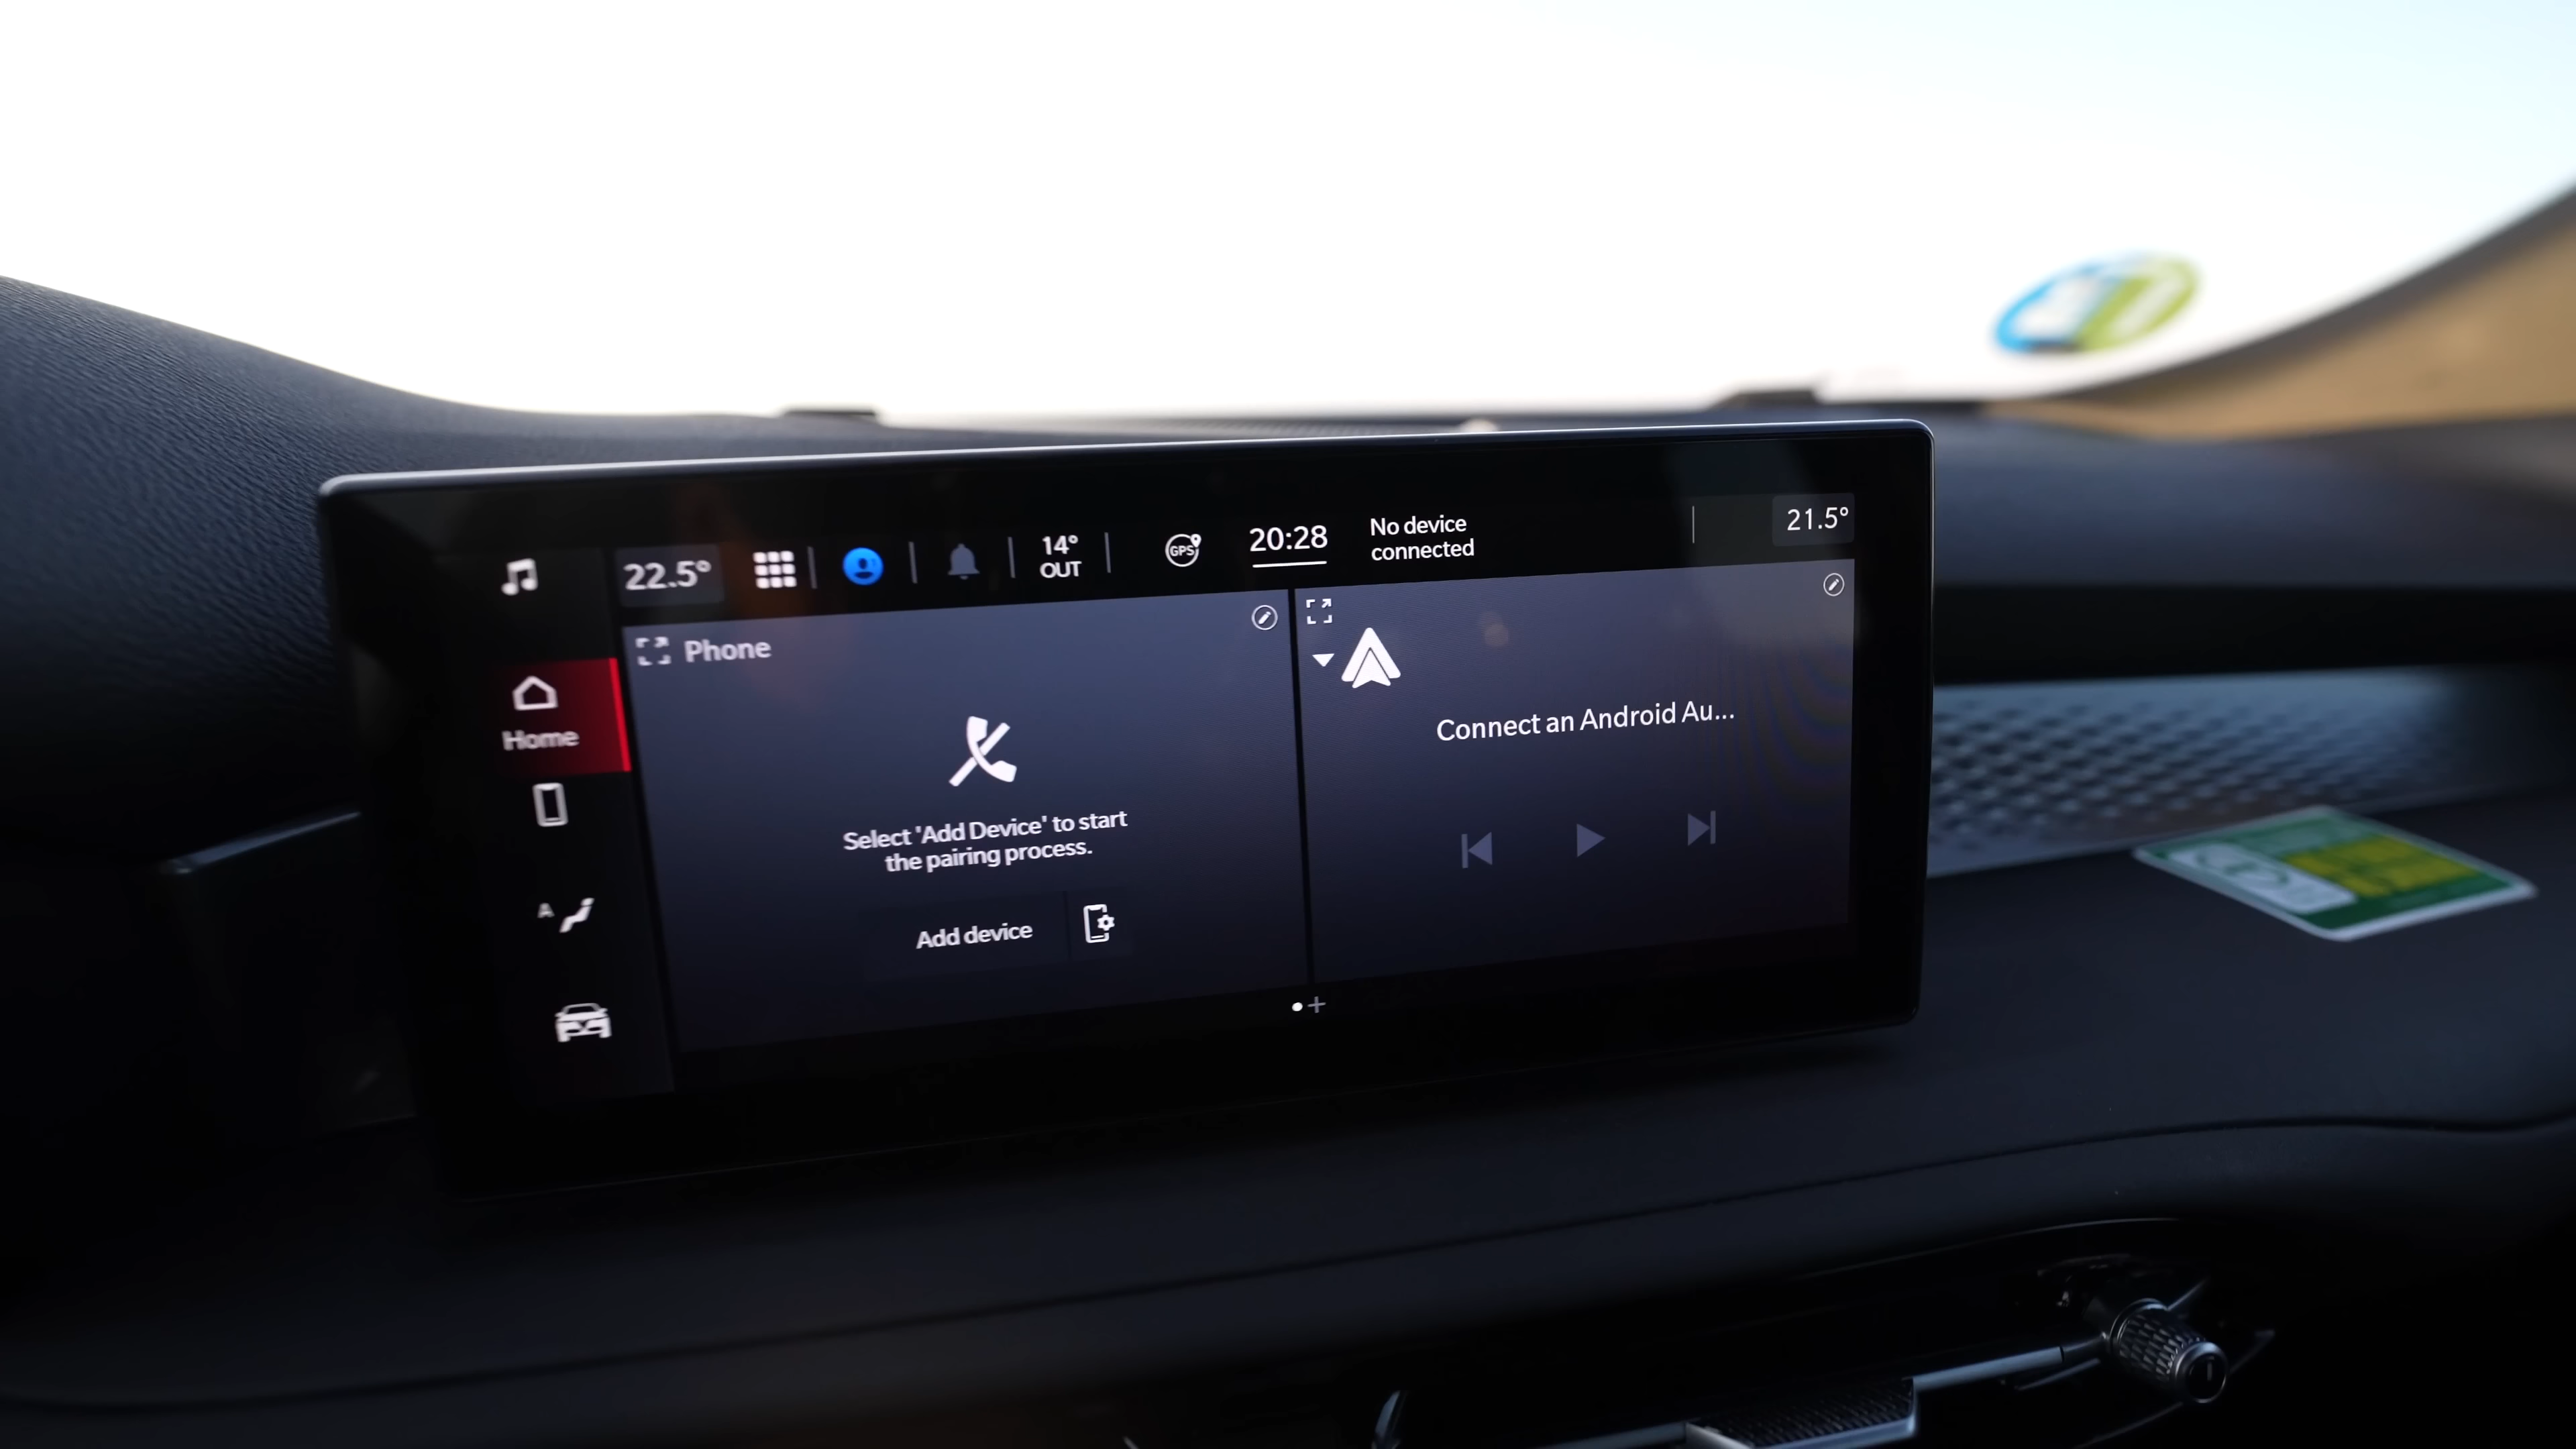 22.5°
14°
OUT
GPS
20:28
No device
connected
21.5°
Home
A
Phone
Select 'Add Device' to start
the pairing process.
Add device
Connect an Android Au...